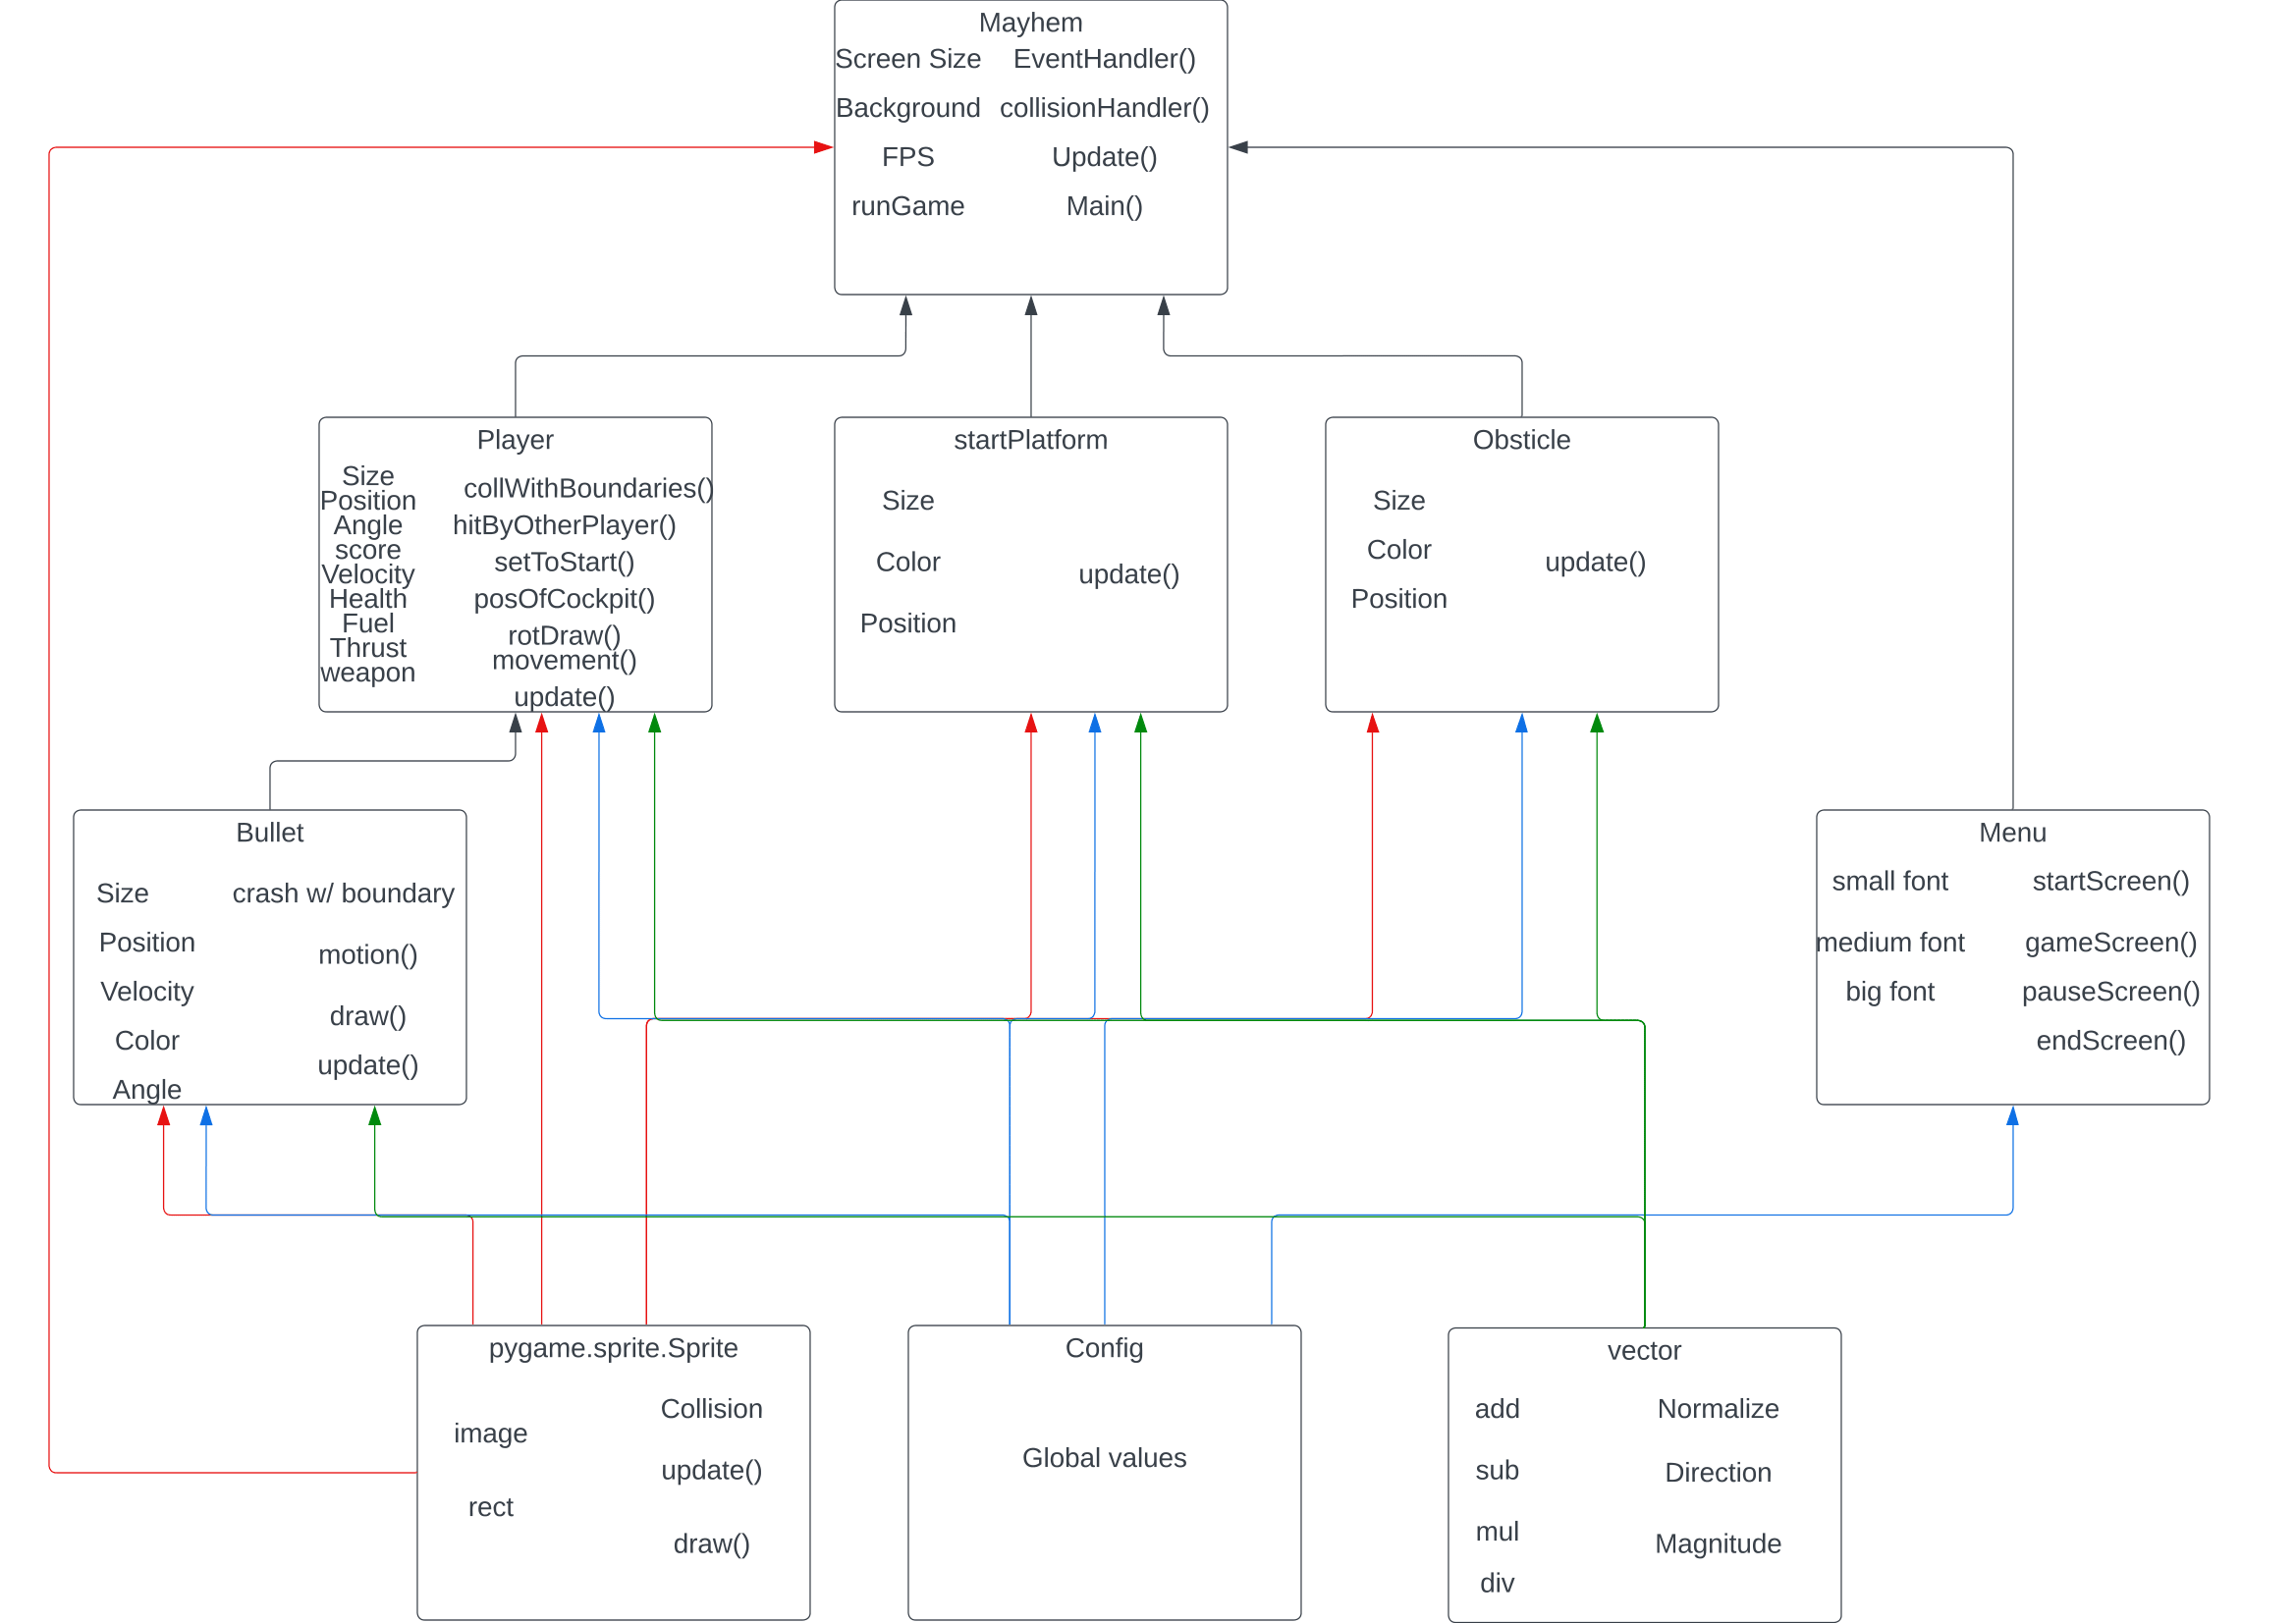 Mayhem
Screen Size EventHandler()
Background collisionHandler()
FPS Update()
runGame Main()
Player
Size
Position
Angle
score
Velocity
Health
Fuel
Thrust
weapon
collWithBoundaries()
hitByOtherPlayer()
setToStart()
posOfCockpit()
rotDraw()
movement()
update()
startPlatform
Size
Color
Position
update()
Obsticle
Size
Color
Position
update()
Bullet
Size
Position
Velocity
Color
Angle
crash w/ boundary
motion()
draw()
update()
Menu
small font
medium font
big font
startScreen()
gameScreen()
pauseScreen()
endScreen()
pygame.sprite.Sprite
image
rect
Collision
update()
draw()
Config
Global values
vector
add
sub
mul
div
Normalize
Direction
Magnitude